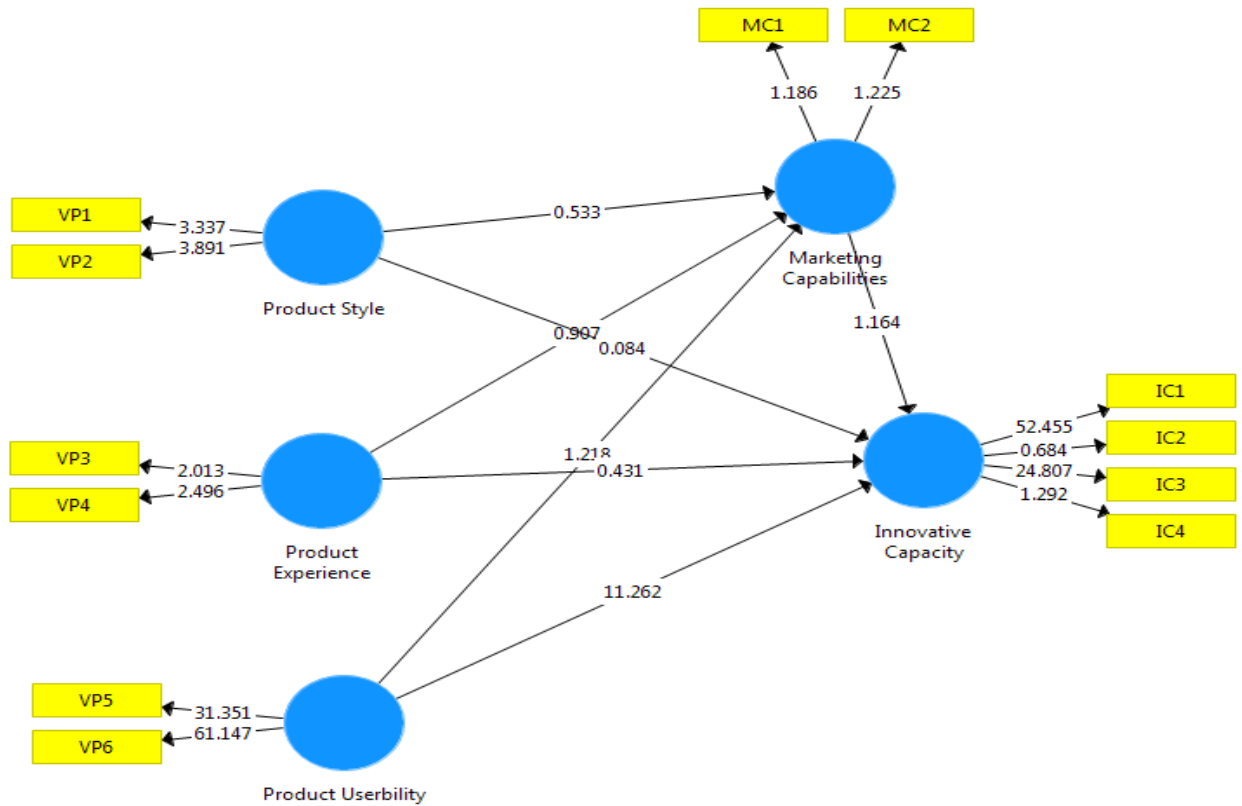 MC1
MC2
1.186
1.225
VP1
3.337
VP2
3.891
Product Style
0.533
Marketing
Capabilities
0.907
0.084
1.164
VP3
2.013
VP4
2.496
Product
Experience
1.218
0.431
52.455
IC1
0.684
IC2
24.807
IC3
1.292
IC4
Innovative
Capacity
11.262
VP5
31.351
VP6
61.147
Product Userbility